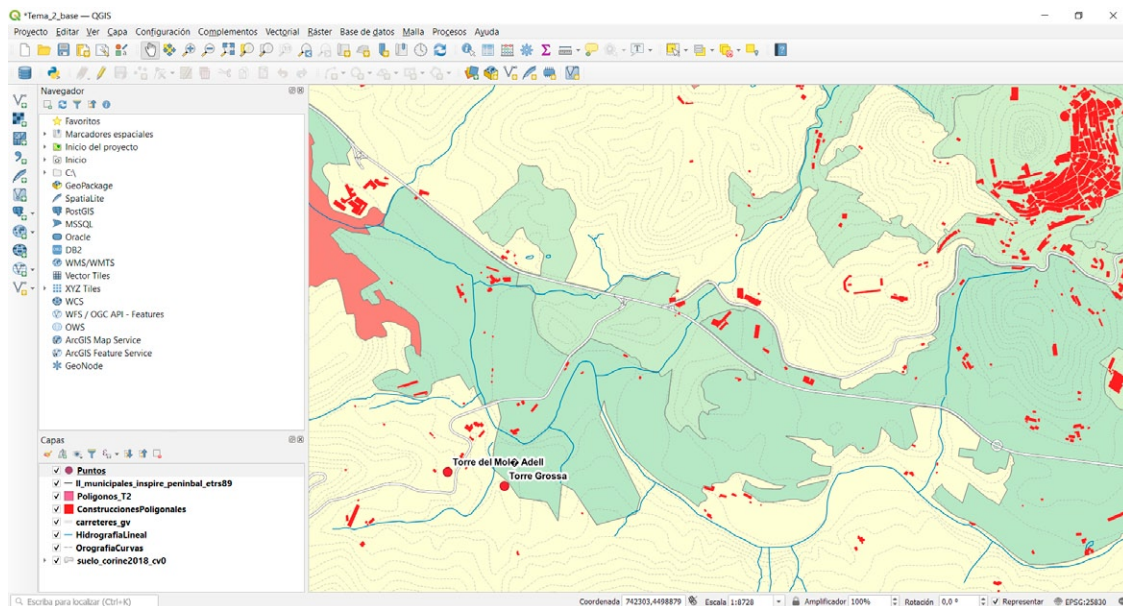 *Tema_2_base — QGIS
Proyecto Editar Ver Capa Configuración Complementos Vectorial Ráster Base de datos Malla Procesos Ayuda
Navegador
Favoritos
Marcadores espaciales
Inicio del proyecto
Inicio
C:\
GeoPackage
SpatiaLite
PostGIS
MSSQL
Oracle
DB2
WMS/WMTS
Vector Tiles
XYZ Tiles
WCS
WFS / OGC API - Features
OWS
ArcGIS Map Service
ArcGIS Feature Service
GeoNode
Capas
Puntos
ll_municipales_inspire_peninbal_etrs89
Poligonos_T2
ConstruccionesPoligonales
carreteres_gv
HidrografiaLineal
OrografiaCurvas
suelo_corine2018_cv0
Torre del Mol� Adell
Torre Grossa
Escriba para localizar (Ctrl+K)
Coordenada 742303,4498879 Escala 1:8728 Amplificador 100% Rotación 0,0 ° Representar EPSG:25830